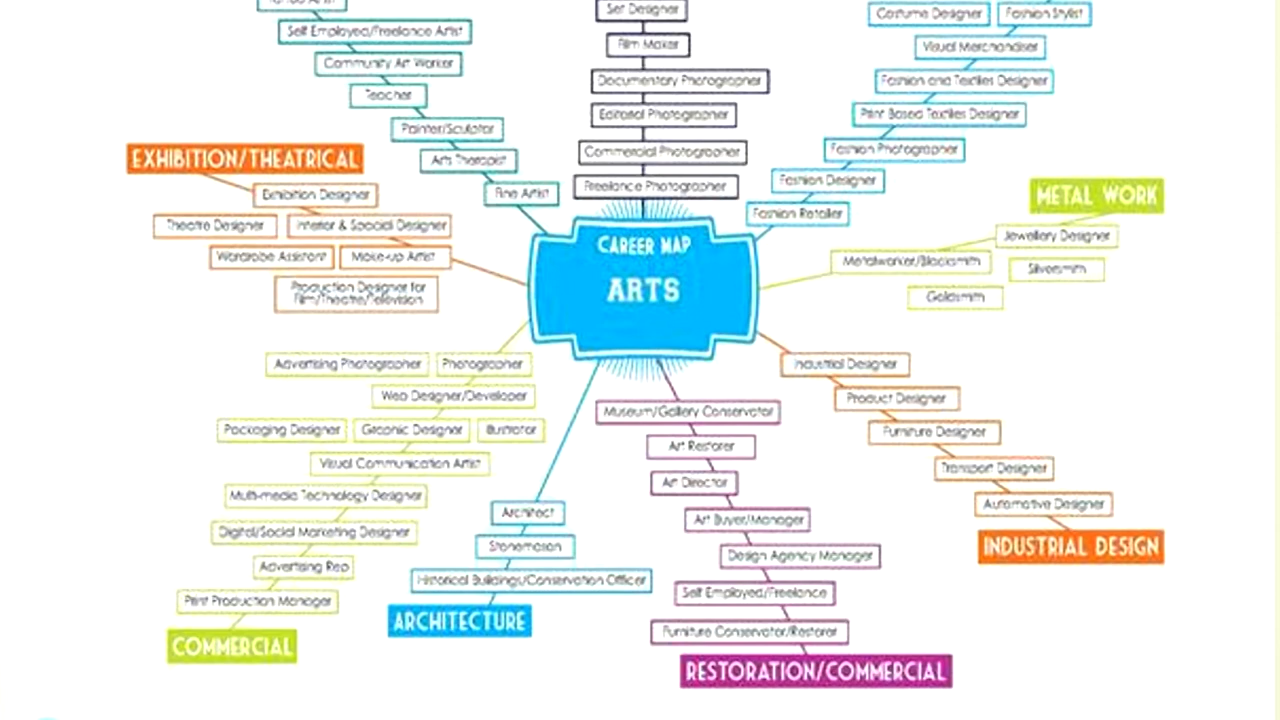 Tattoo Artist
Self Employed/Freelance Artist
Community Art Worker
Teacher
Painter/Sculptor
Arts Therapist
Fine Artist
Set Designer
Film Maker
Documentary Photographer
Editorial Photographer
Commercial Photographer
Freelance Photographer
Costume Designer
Fashion Stylist
Visual Merchandiser
Fashion and Textiles Designer
Print Based Textiles Designer
Fashion Photographer
Fashion Designer
Fashion Retailer
EXHIBITION/THEATRICAL
Exhibition Designer
Theatre Designer
Interior & Spacial Designer
Wardrobe Assistant
Make-up Artist
Production Designer for
Film/Theatre/Television
CAREER MAP
ARTS
METAL WORK
Jewellery Designer
Metalworker/Blacksmith
Silversmith
Goldsmith
Advertising Photographer
Photographer
Web Designer/Developer
Packaging Designer
Graphic Designer
Illustrator
Visual Communication Artist
Multi-media Technology Designer
Digital/Social Marketing Designer
Advertising Rep
Print Production Manager
COMMERCIAL
Architect
Stonemason
Historical Buildings/Conservation Officer
ARCHITECTURE
Museum/Gallery Conservator
Art Restorer
Art Director
Art Buyer/Manager
Design Agency Manager
Self Employed/Freelance
Furniture Conservator/Restorer
RESTORATION/COMMERCIAL
Industrial Designer
Product Designer
Furniture Designer
Transport Designer
Automotive Designer
INDUSTRIAL DESIGN